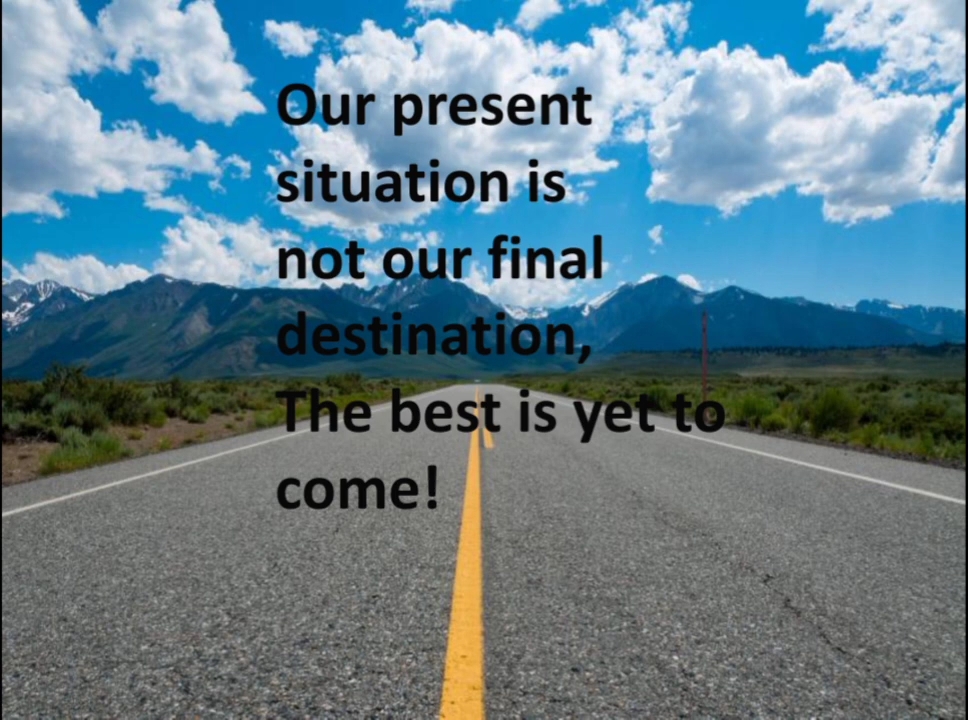 Our present
situation is
not our final
destination,
The best is yet to
come!